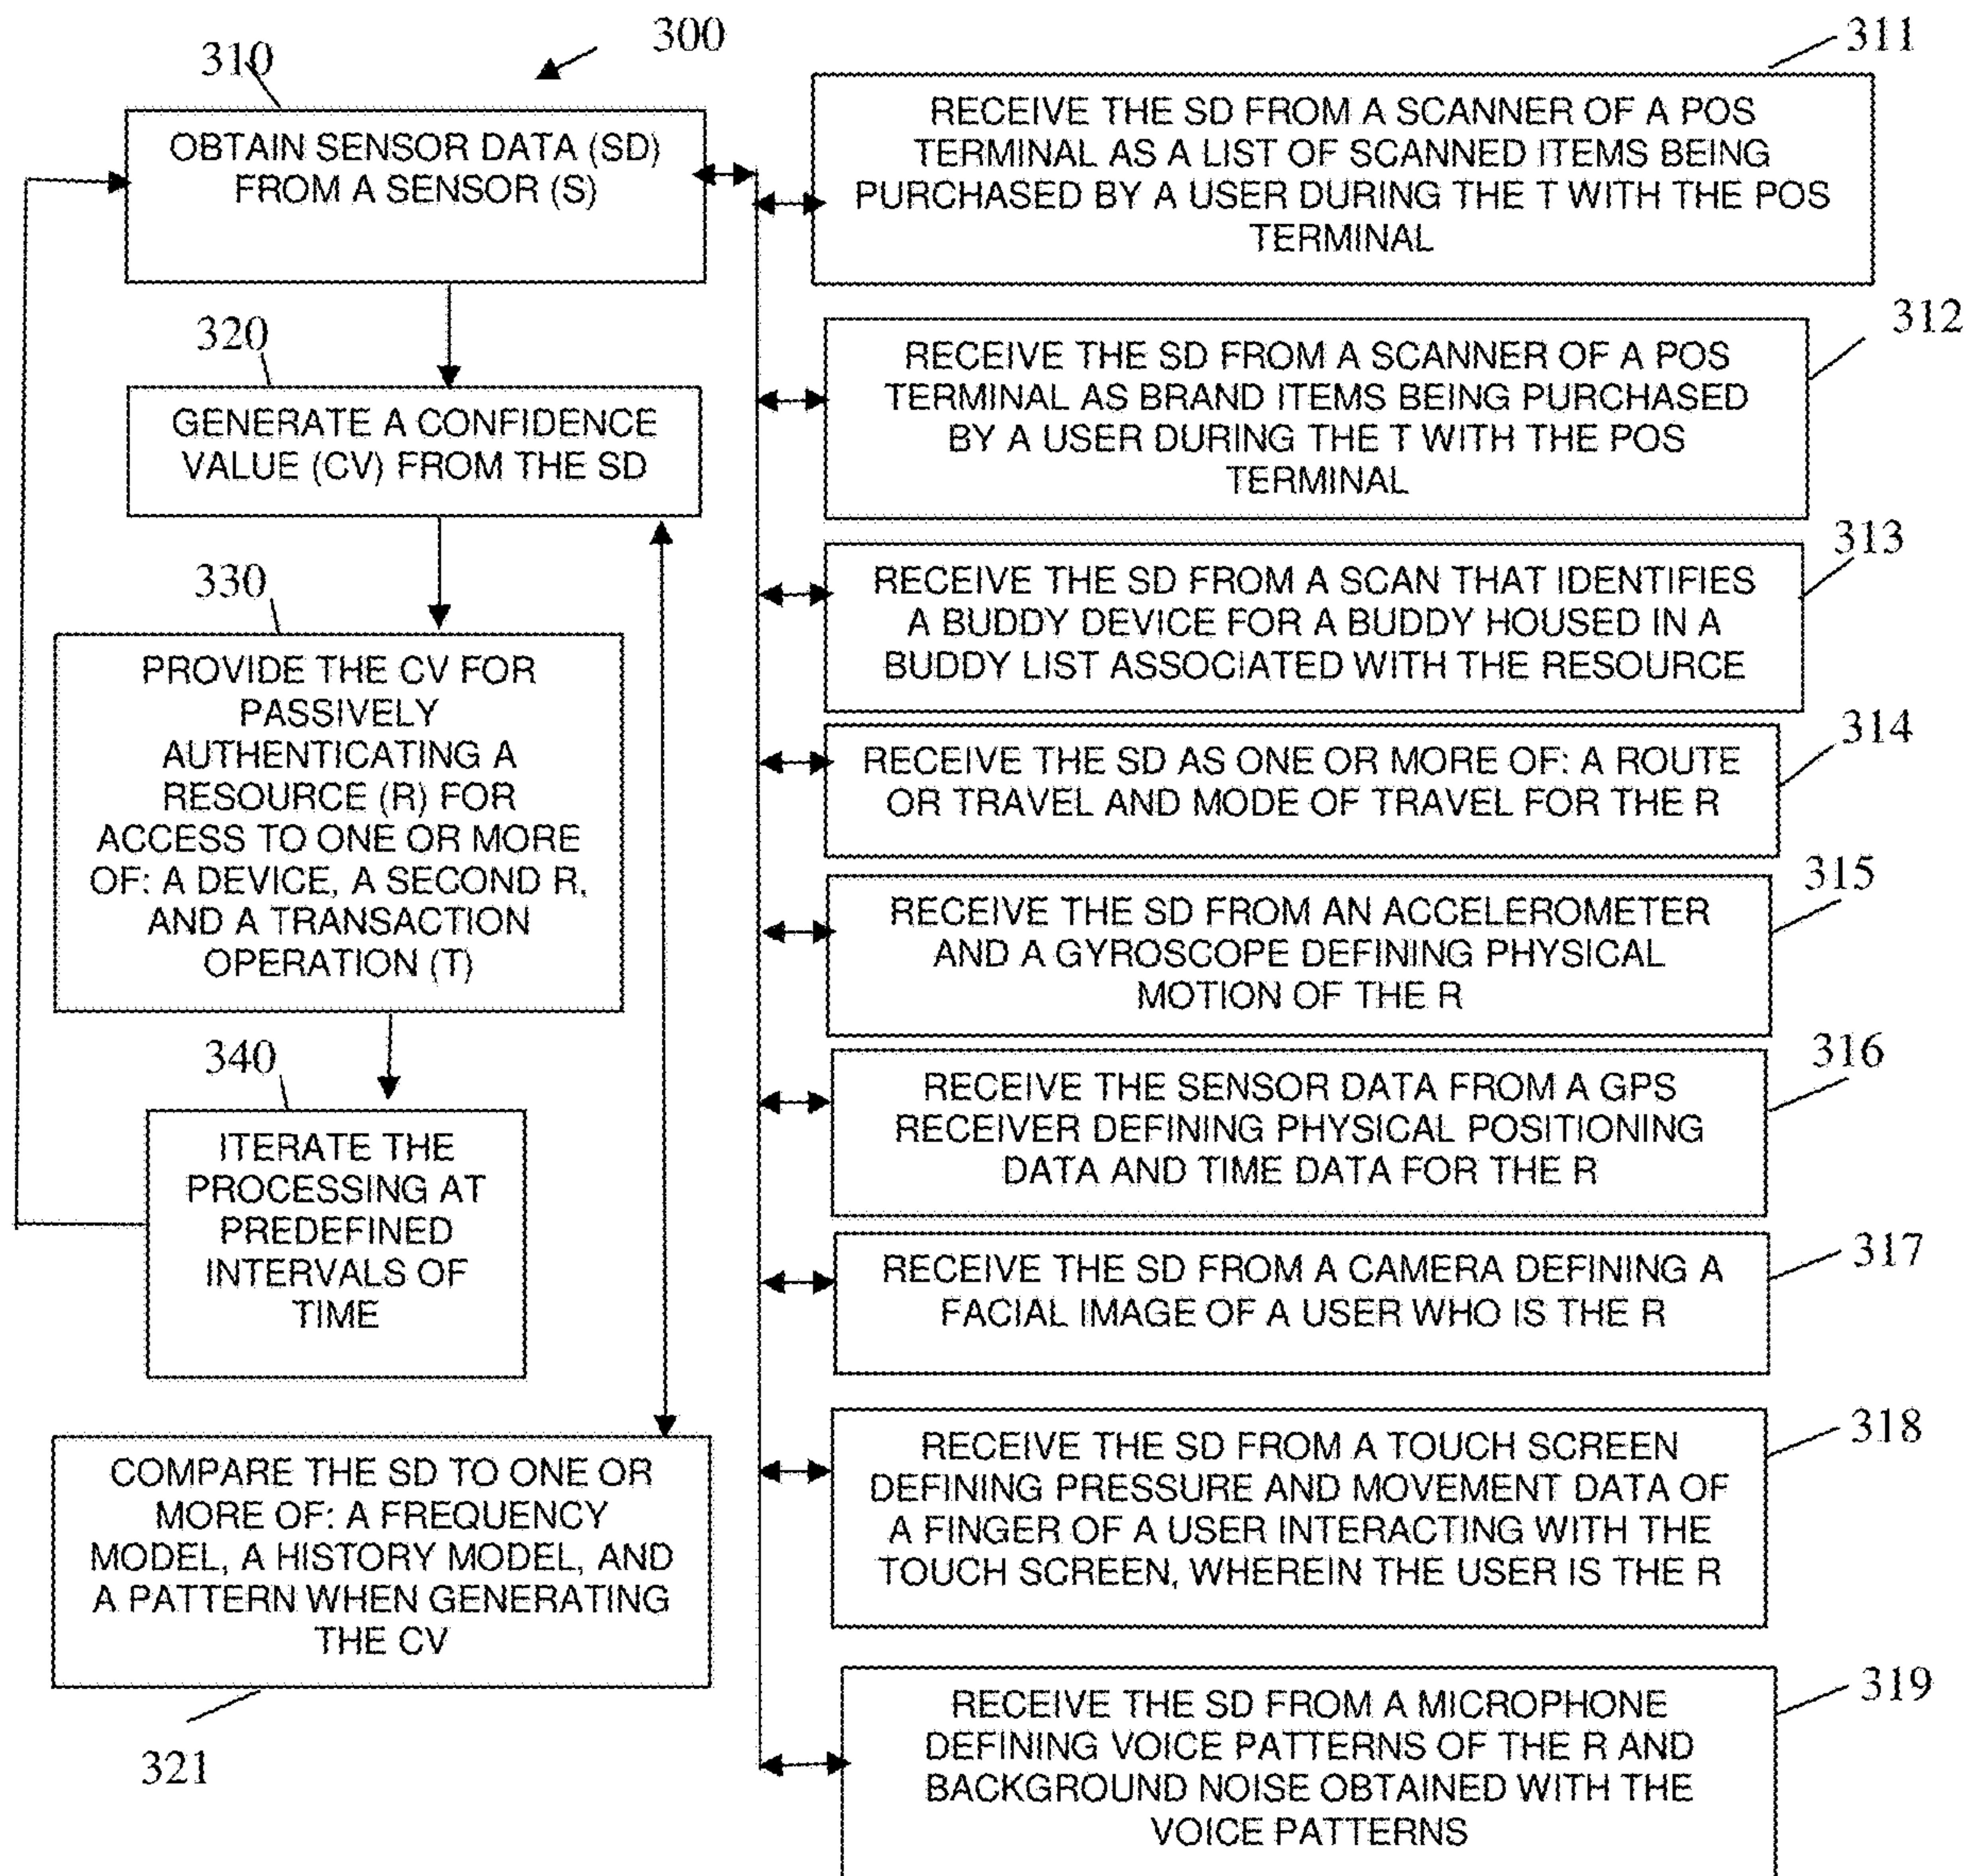 300
310
OBTAIN SENSOR DATA (SD)
FROM A SENSOR (S)
320
GENERATE A CONFIDENCE
VALUE (CV) FROM THE SD
330
PROVIDE THE CV FOR
PASSIVELY
AUTHENTICATING A
RESOURCE (R) FOR
ACCESS TO ONE OR MORE
OF: A DEVICE, A SECOND R,
AND A TRANSACTION
OPERATION (T)
340
ITERATE THE
PROCESSING AT
PREDEFINED
INTERVALS OF
TIME
COMPARE THE SD TO ONE OR
MORE OF: A FREQUENCY
MODEL, A HISTORY MODEL, AND
A PATTERN WHEN GENERATING
THE CV
321
311
RECEIVE THE SD FROM A SCANNER OF A POS
TERMINAL AS A LIST OF SCANNED ITEMS BEING
PURCHASED BY A USER DURING THE T WITH THE POS
TERMINAL
312
RECEIVE THE SD FROM A SCANNER OF A POS
TERMINAL AS BRAND ITEMS BEING PURCHASED
BY A USER DURING THE T WITH THE POS
TERMINAL
313
RECEIVE THE SD FROM A SCAN THAT IDENTIFIES
A BUDDY DEVICE FOR A BUDDY HOUSED IN A
BUDDY LIST ASSOCIATED WITH THE RESOURCE
314
RECEIVE THE SD AS ONE OR MORE OF: A ROUTE
OR TRAVEL AND MODE OF TRAVEL FOR THE R
315
RECEIVE THE SD FROM AN ACCELEROMETER
AND A GYROSCOPE DEFINING PHYSICAL
MOTION OF THE R
316
RECEIVE THE SENSOR DATA FROM A GPS
RECEIVER DEFINING PHYSICAL POSITIONING
DATA AND TIME DATA FOR THE R
317
RECEIVE THE SD FROM A CAMERA DEFINING A
FACIAL IMAGE OF A USER WHO IS THE R
318
RECEIVE THE SD FROM A TOUCH SCREEN
DEFINING PRESSURE AND MOVEMENT DATA OF
A FINGER OF A USER INTERACTING WITH THE
TOUCH SCREEN, WHEREIN THE USER IS THE R
319
RECEIVE THE SD FROM A MICROPHONE
DEFINING VOICE PATTERNS OF THE R AND
BACKGROUND NOISE OBTAINED WITH THE
VOICE PATTERNS